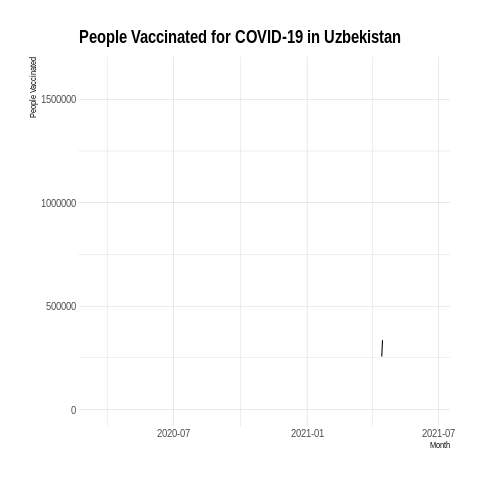 People Vaccinated for COVID-19 in Uzbekistan
People Vaccinated
1500000
1000000
500000
0
2020-07
2021-01
2021-07
Month